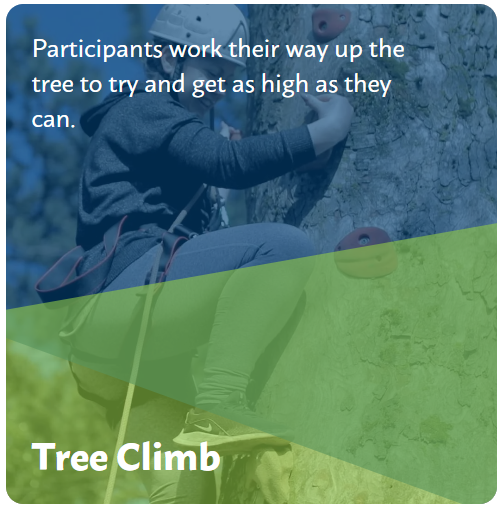 Participants work their way up the
tree to try and get as high as they
can.
Tree Climb